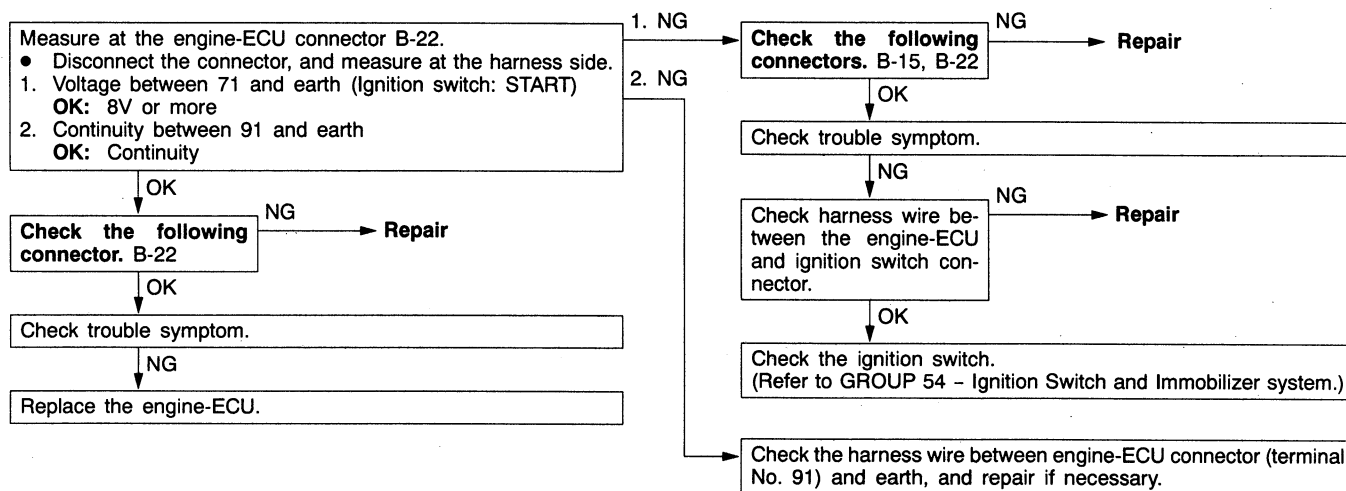 Measure at the engine-ECU connector B-22.
● Disconnect the connector, and measure at the harness side.
1. Voltage between 71 and earth (Ignition switch: START)
OK: 8V or more
2. Continuity between 91 and earth
OK: Continuity
OK
Check the following
connector. B-22
NG
Repair
OK
Check trouble symptom.
NG
Replace the engine-ECU.
1. NG
2. NG
Check the following
connectors. B-15, B-22
NG
Repair
OK
Check trouble symptom.
NG
Check harness wire be-
tween the engine-ECU
and ignition switch con-
nector.
NG
Repair
OK
Check the ignition switch.
(Refer to GROUP 54 – Ignition Switch and Immobilizer system.)
Check the harness wire between engine-ECU connector (terminal
No. 91) and earth, and repair if necessary.